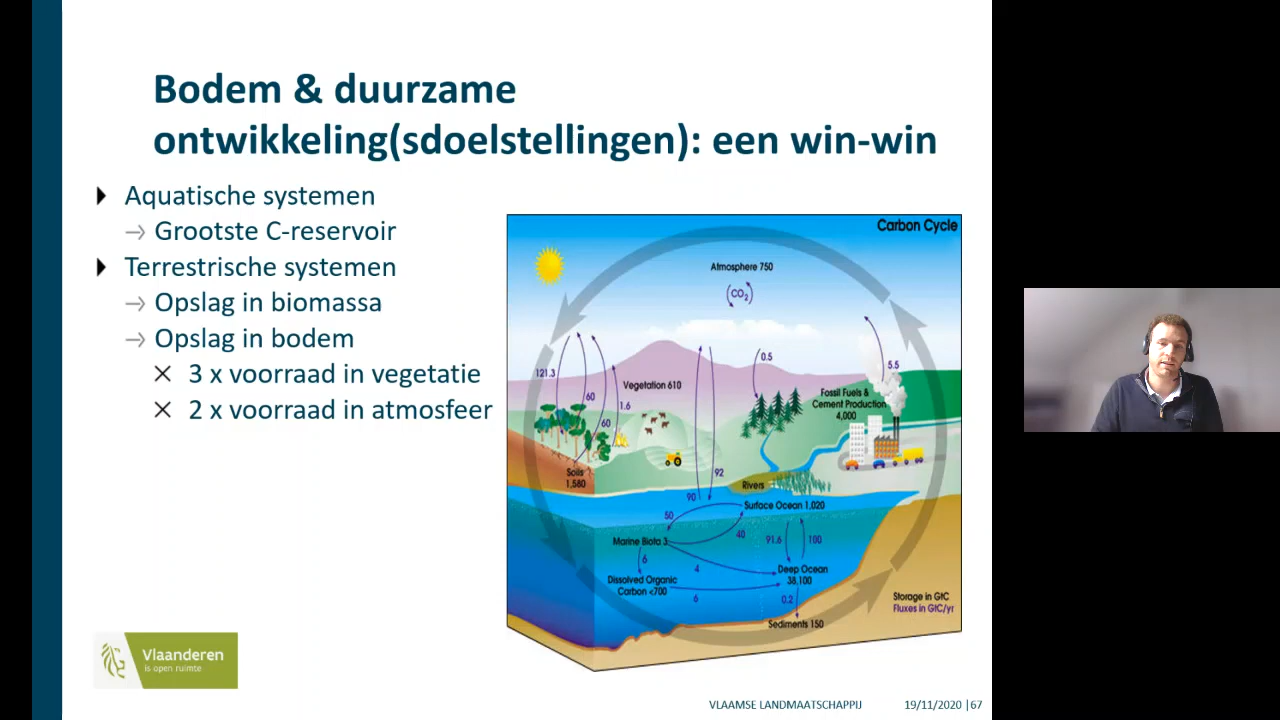 Bodem & duurzame
ontwikkeling(sdoelstellingen): een win-win
Aquatische systemen
→ Grootste C-reservoir
Terrestrische systemen
→ Opslag in biomassa
→ Opslag in bodem
× 3 x voorraad in vegetatie
× 2 x voorraad in atmosfeer
Carbon Cycle
Atmosphere 750
(CO2)
0.5
5.5
121.3
Vegetation 610
60
1.6
Fossil Fuels &
Cement Production
4,000
60
Soils
1,580
92
Rivers
90
Surface Ocean 1,020
50
40
91.6
100
Marine Biota 3
6
4
Deep Ocean
38,100
Dissolved Organic
Carbon <700
6
0.2
Storage in GtC
Fluxes in GtC/yr
Sediments 150
Vlaanderen
is open ruimte
VLAAMSE LANDMAATSCHAPPIJ
19/11/2020 |67